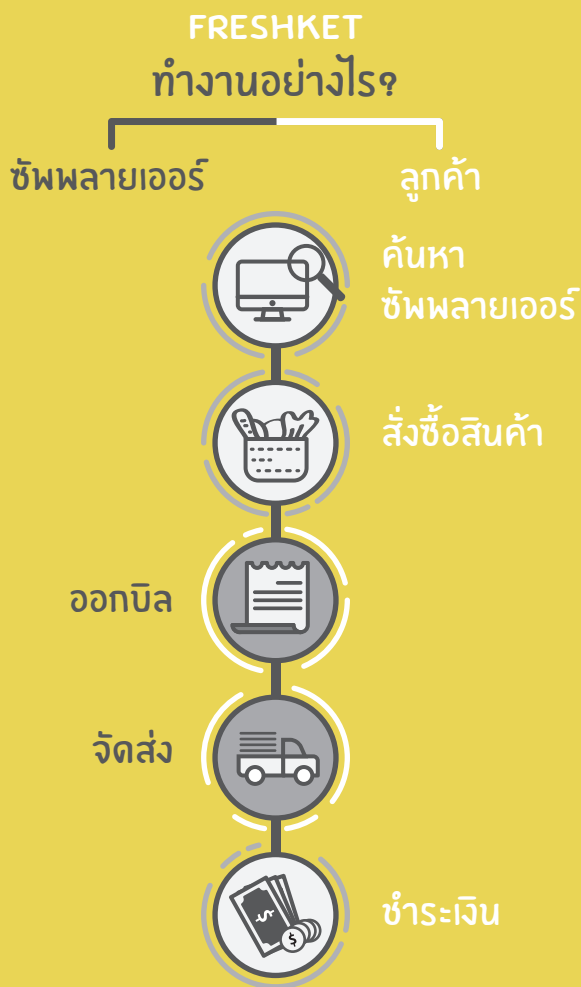 FRESHKET
ทำงานอย่างไร?
ซัพพลายเออร์
ลูกค้า
ค้นหา
ซัพพลายเออร์
สั่งซื้อสินค้า
ออกบิล
จัดส่ง
ชำระเงิน